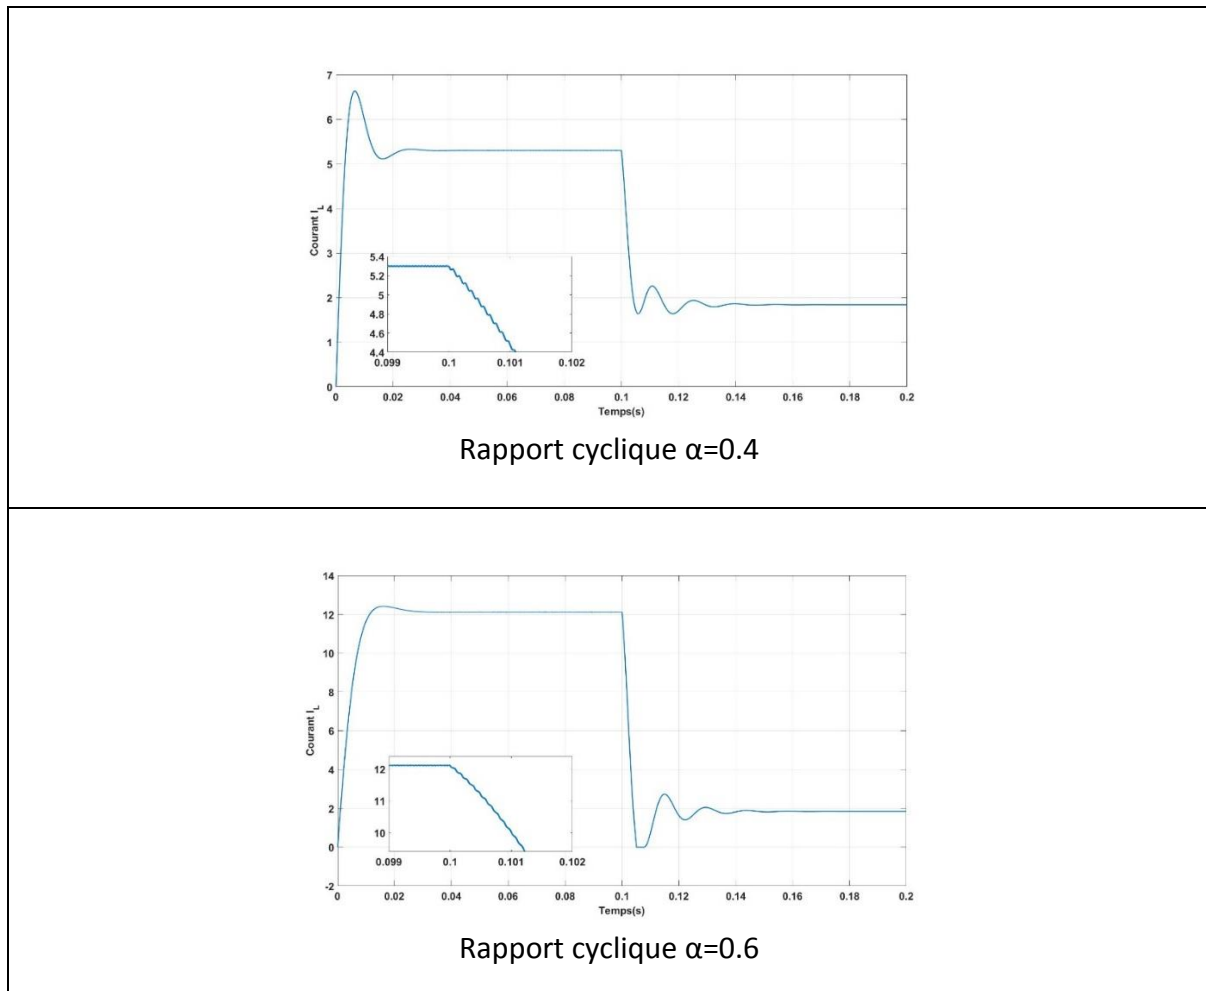 7
6
5
4
3
2
1
0
Courant I_L
5.4
5.2
5
4.8
4.6
4.4
0.099 0.1 0.101 0.102
0 0.02 0.04 0.06 0.08 0.1 0.12 0.14 0.16 0.18 0.2
Temps(s)
Rapport cyclique α=0.4
14
12
10
8
6
4
2
0
-2
Courant I_L
12
11
10
0.099 0.1 0.101 0.102
0 0.02 0.04 0.06 0.08 0.1 0.12 0.14 0.16 0.18 0.2
Temps(s)
Rapport cyclique α=0.6